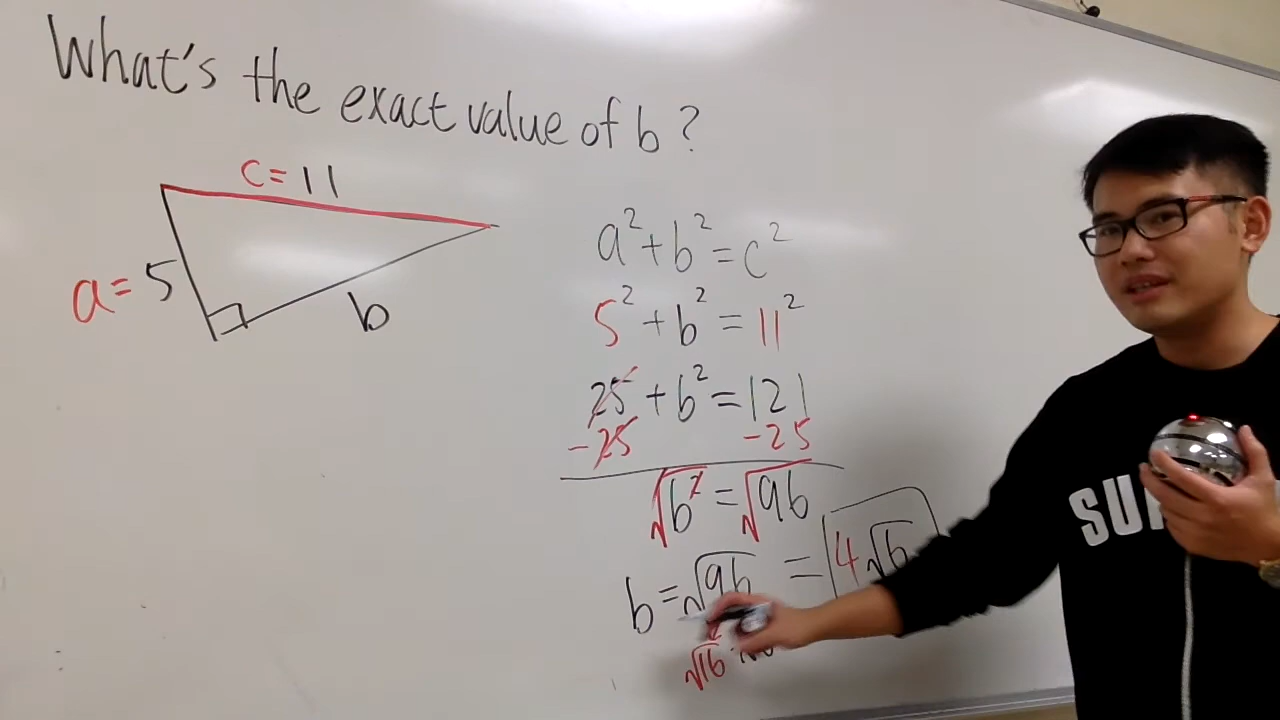 What's the exact value of b?
c = 11
a = 5
b
a² + b² = c²
5² + b² = 11²
25 + b² = 121
-25 -25
√b² = √96
b = √96 = 4√6
√16 ·
SU